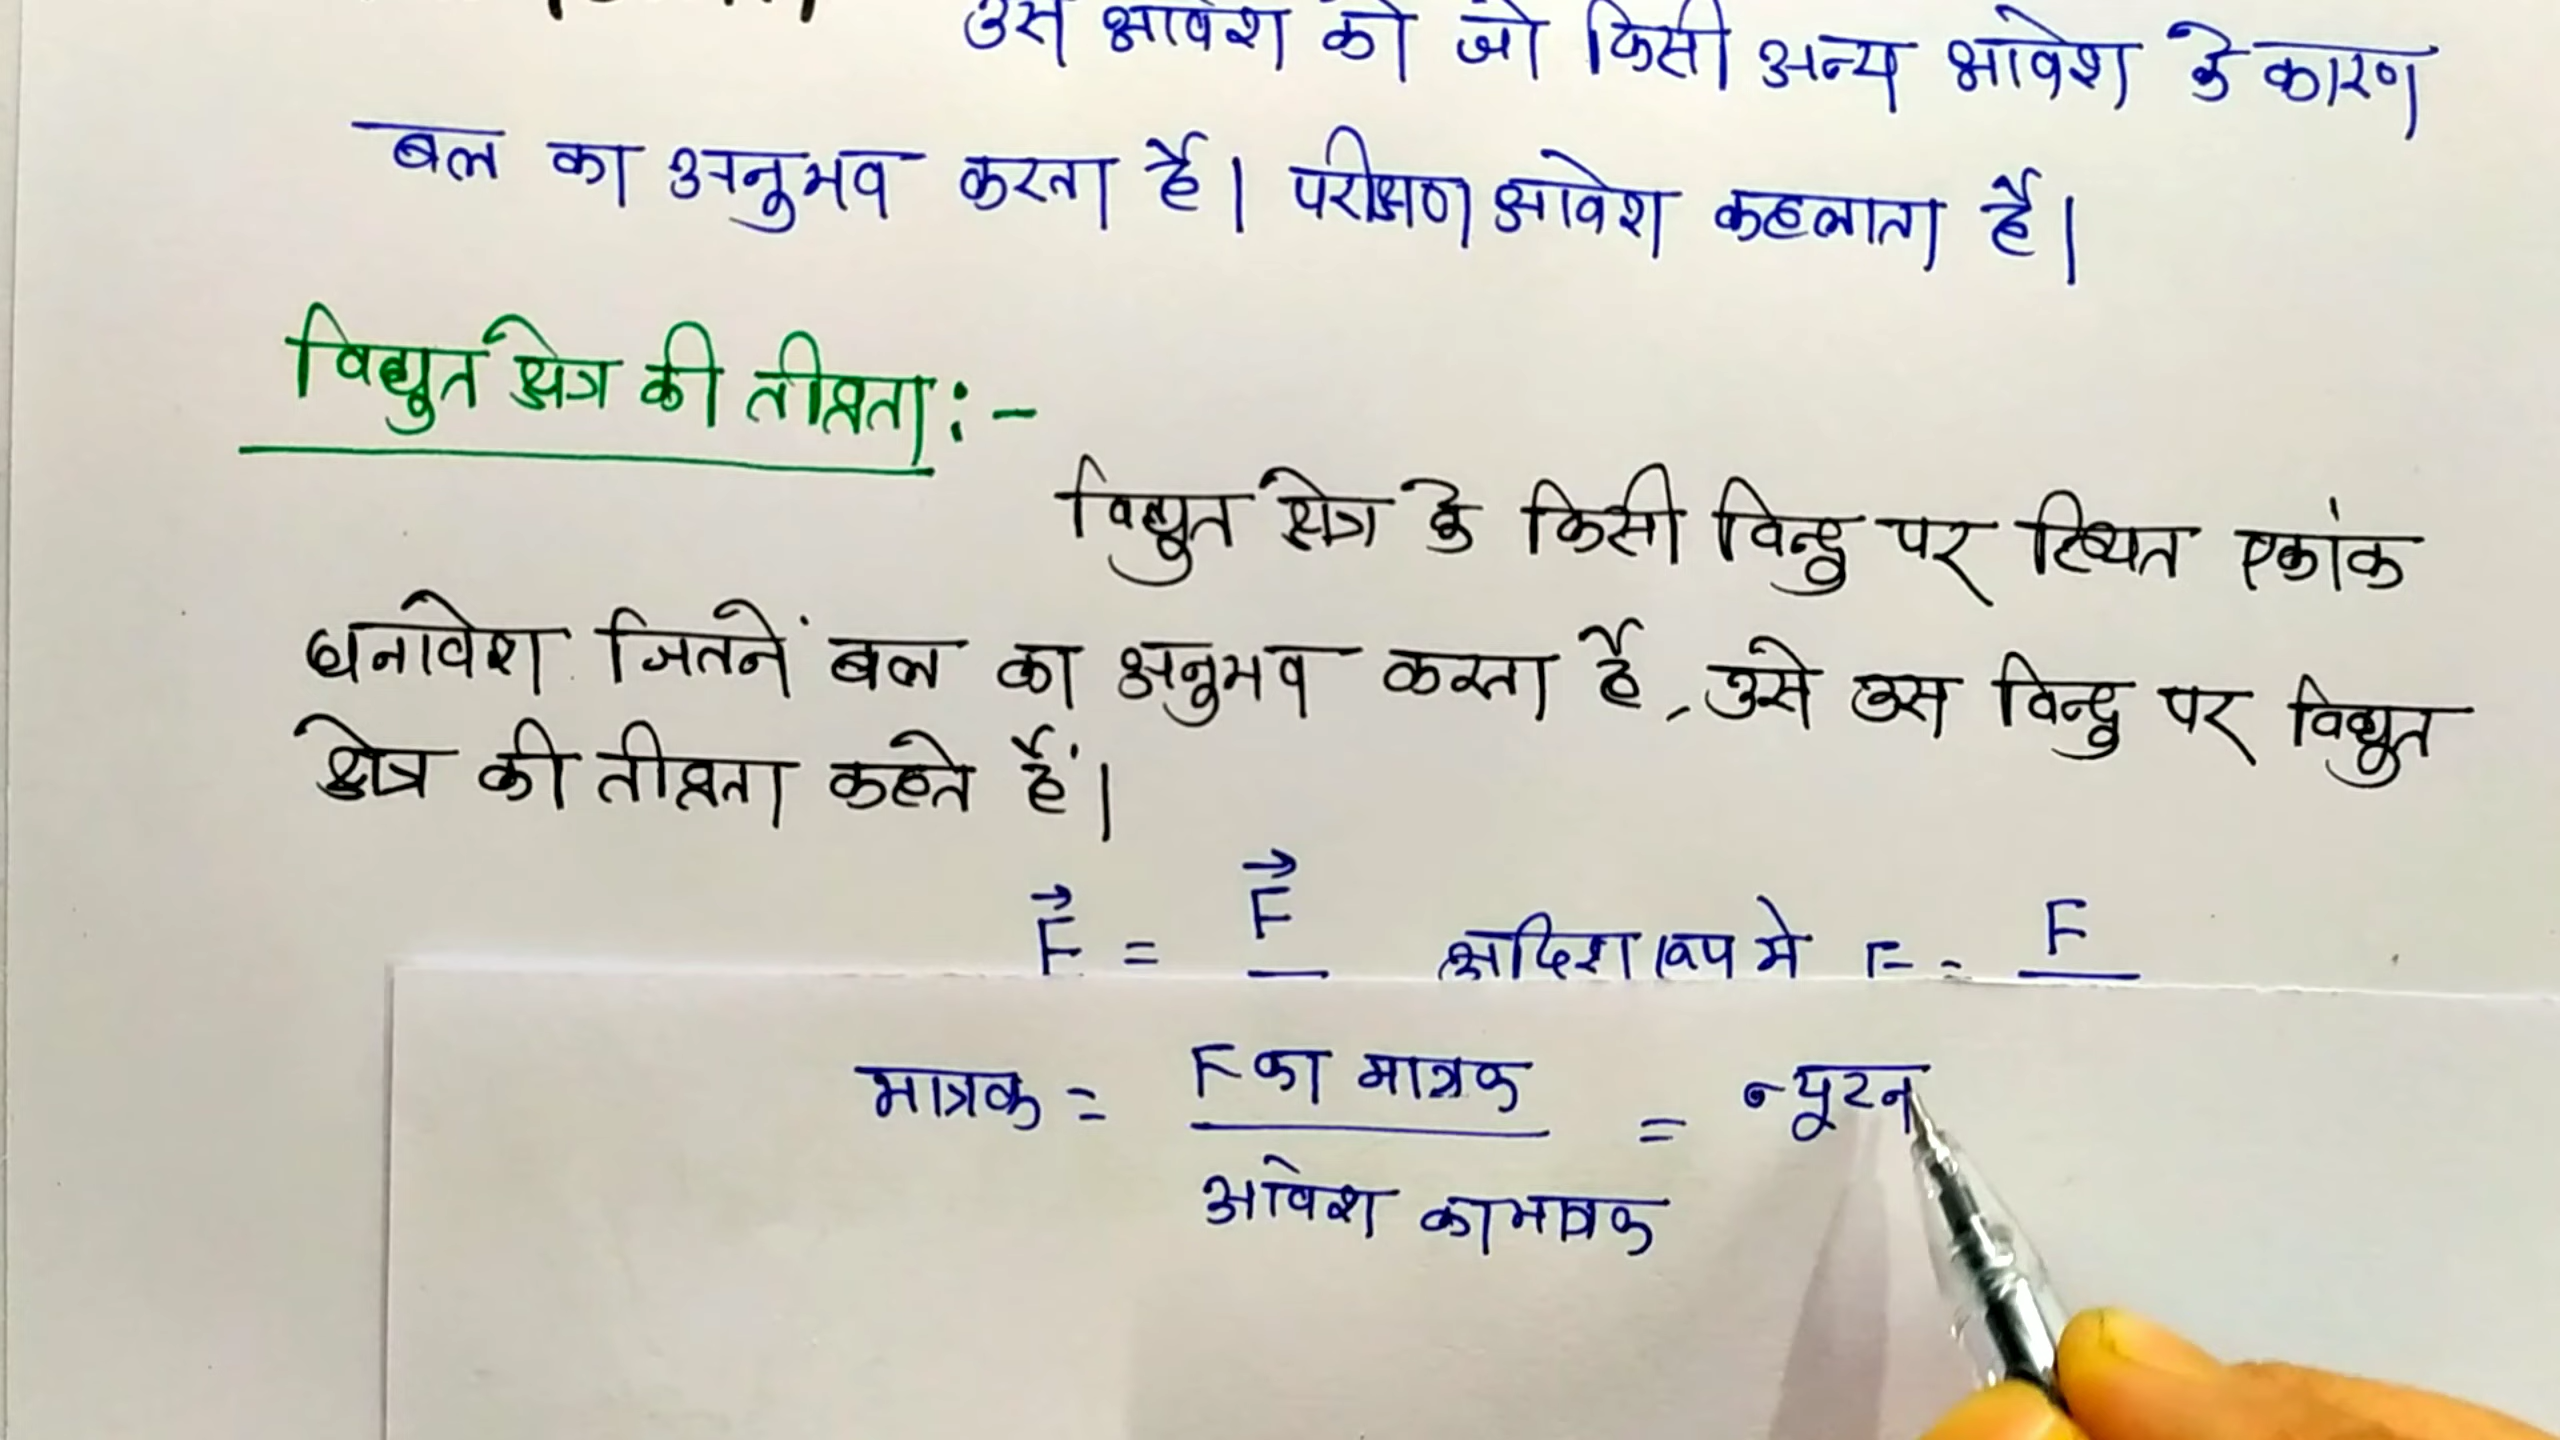 उस आवेश को जो किसी अन्य आवेश के कारण
बल का अनुभव करता है। परीक्षण आवेश कहलाता है।
विद्युत क्षेत्र की तीव्रता :-
विद्युत क्षेत्र के किसी विन्दु पर स्थित एकांक
धनावेश जितनें बल का अनुभव करता है, उसे उस विन्दु पर विद्युत
क्षेत्र की तीव्रता कहते हैं।
= F⃗ अदिश रूप मे = F
मात्रक = F का मात्रक / आवेश का मात्रक = न्यूटन